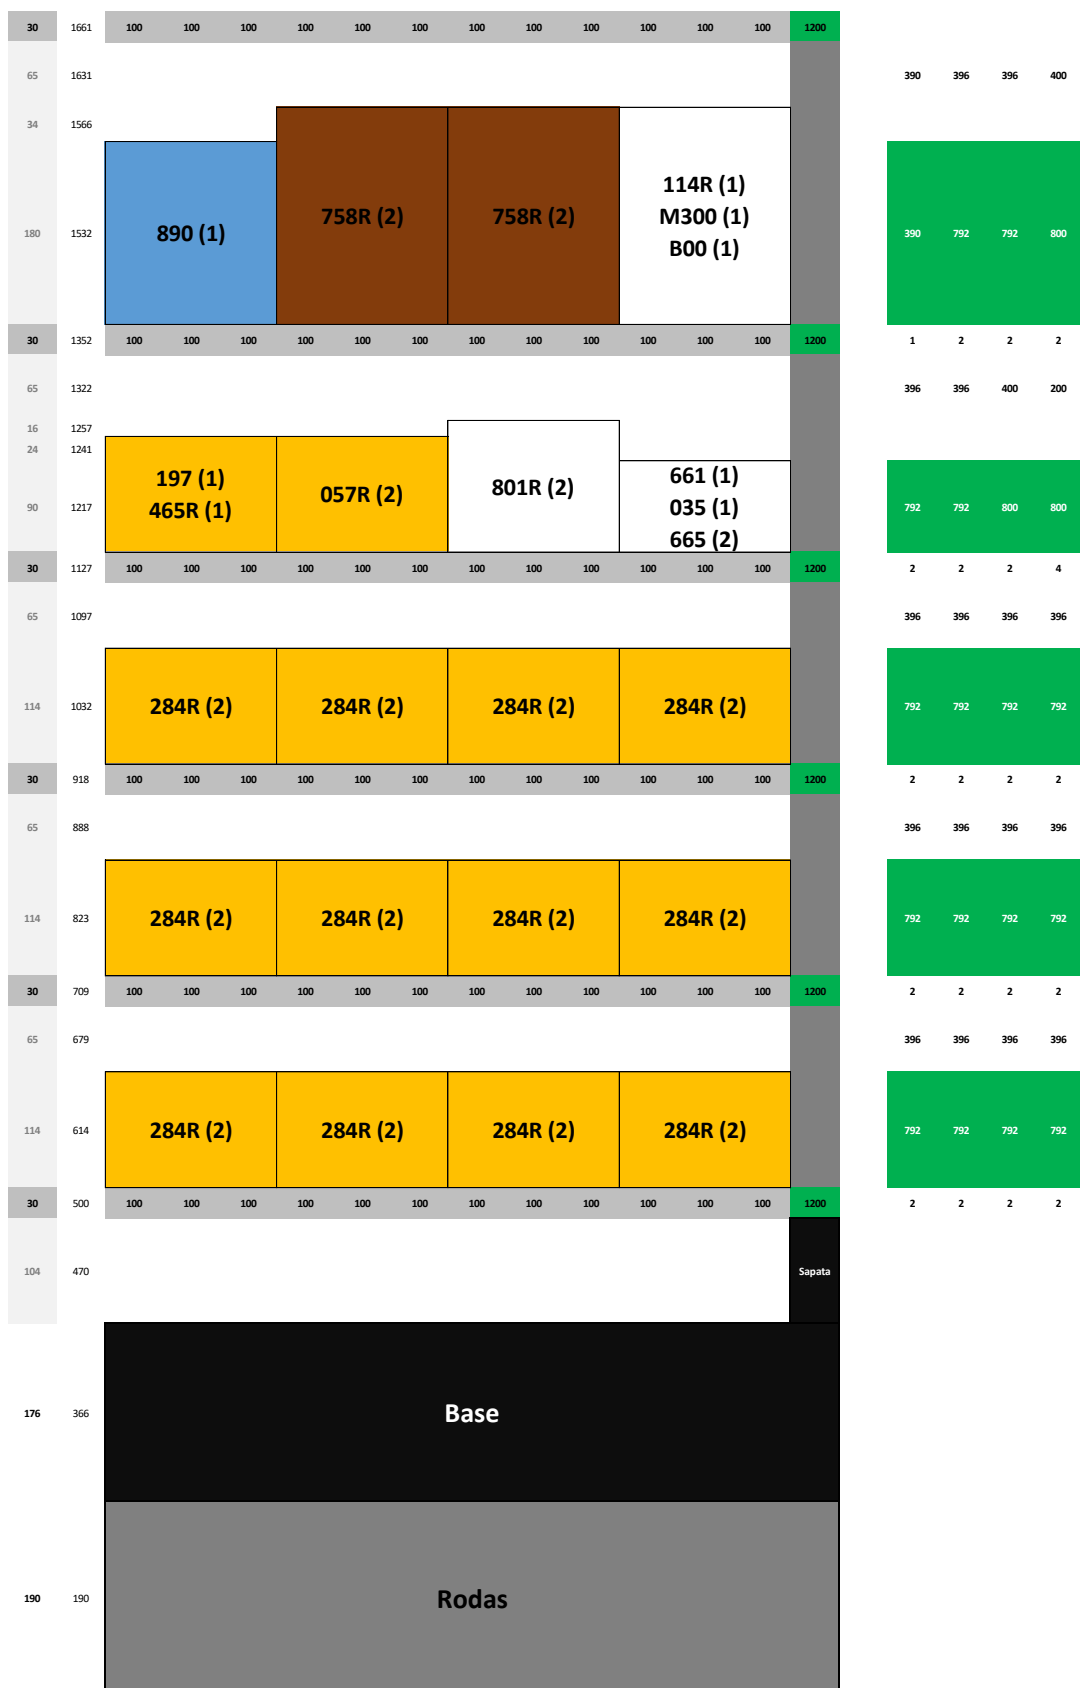 30 1661 100 100 100 100 100 100 100 100 100 100 100 100 1200
65 1631 390 396 396 400
34 1566
180 1532 890 (1) 758R (2) 758R (2) 114R (1) 390 792 792 800
M300 (1)
B00 (1)
30 1352 100 100 100 100 100 100 100 100 100 100 100 100 1200 1 2 2 2
65 1322 396 396 400 200
16 1257
24 1241
90 1217 197 (1) 057R (2) 801R (2) 661 (1) 792 792 800 800
465R (1) 035 (1)
665 (2)
30 1127 100 100 100 100 100 100 100 100 100 100 100 100 1200 2 2 2 4
65 1097 396 396 396 396
114 1032 284R (2) 284R (2) 284R (2) 284R (2) 792 792 792 792
30 918 100 100 100 100 100 100 100 100 100 100 100 100 1200 2 2 2 2
65 888 396 396 396 396
114 823 284R (2) 284R (2) 284R (2) 284R (2) 792 792 792 792
30 709 100 100 100 100 100 100 100 100 100 100 100 100 1200 2 2 2 2
65 679 396 396 396 396
114 614 284R (2) 284R (2) 284R (2) 284R (2) 792 792 792 792
30 500 100 100 100 100 100 100 100 100 100 100 100 100 1200 2 2 2 2
104 470 Sapata
176 366 Base
190 190 Rodas